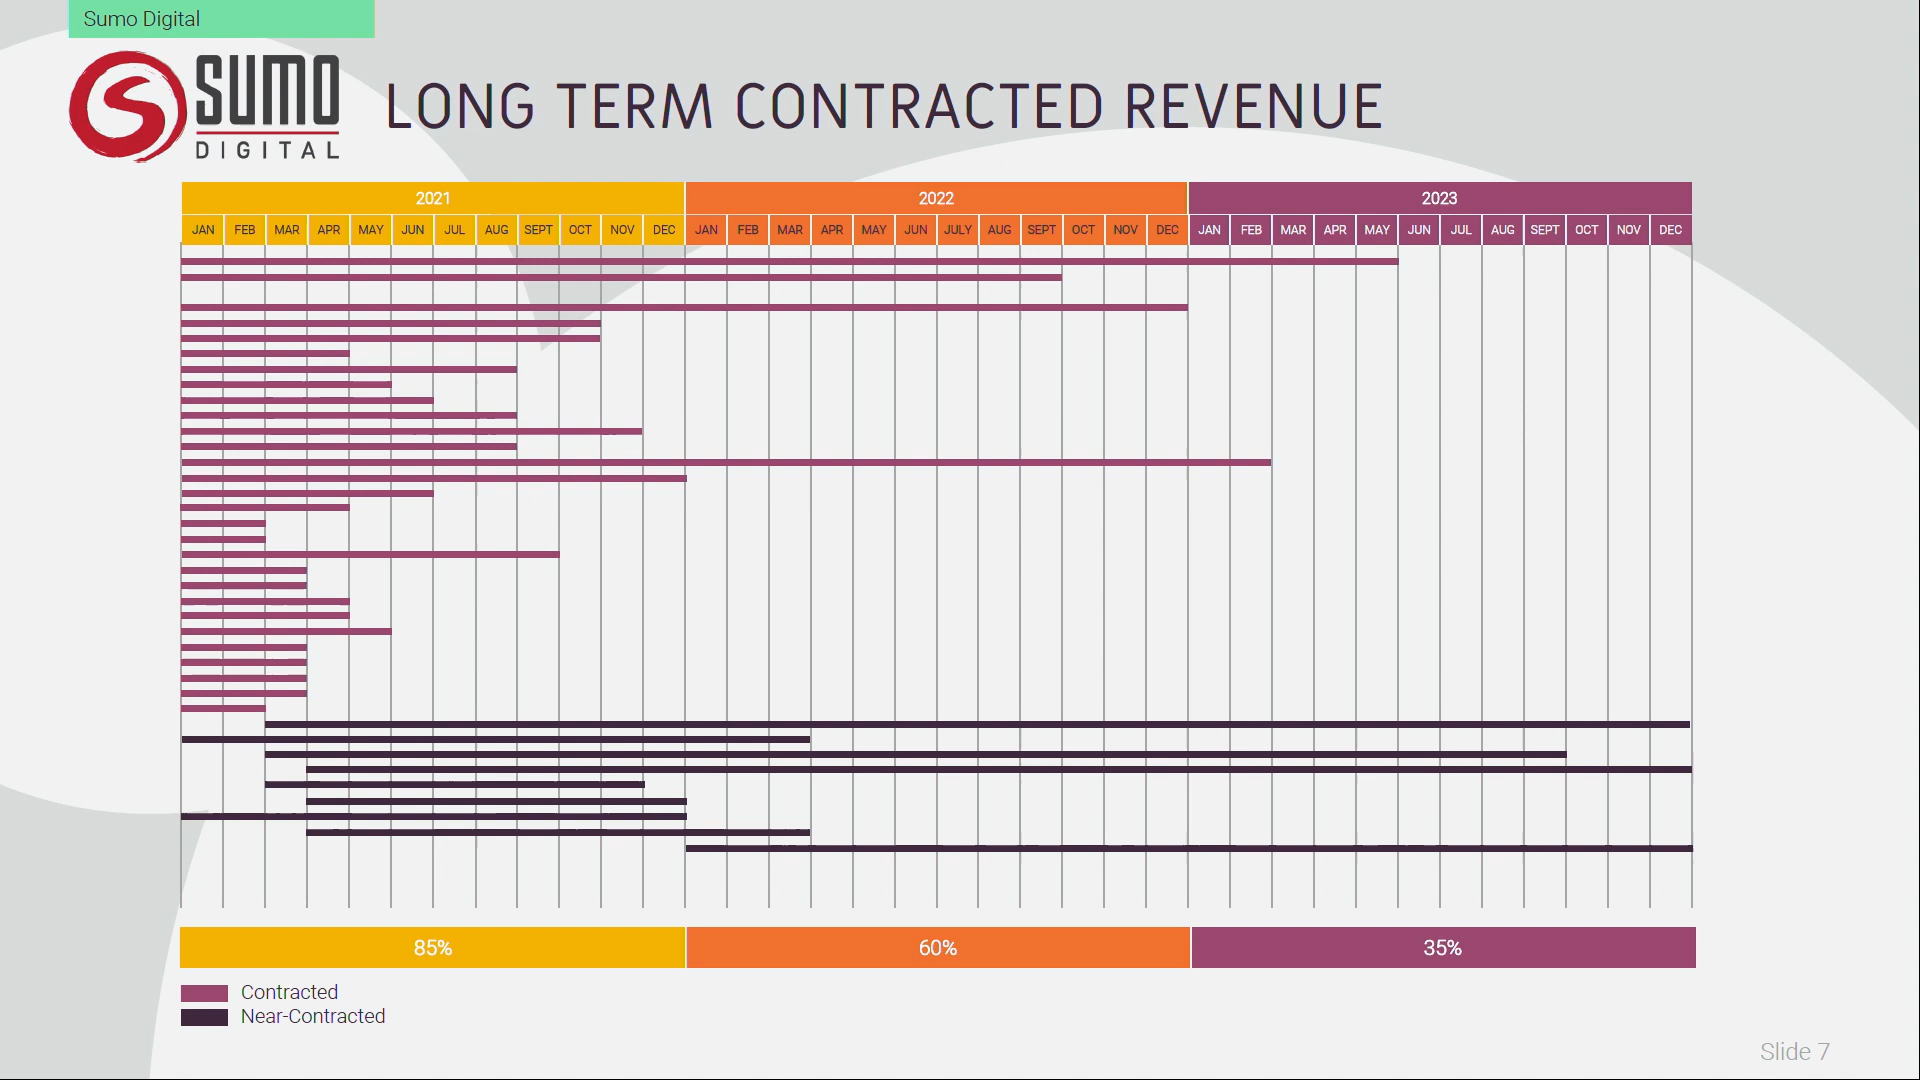 Sumo Digital
SUMO
DIGITAL
LONG TERM CONTRACTED REVENUE
2021 2022 2023
JAN FEB MAR APR MAY JUN JUL AUG SEPT OCT NOV DEC JAN FEB MAR APR MAY JUN JULY AUG SEPT OCT NOV DEC JAN FEB MAR APR MAY JUN JUL AUG SEPT OCT NOV DEC
85% 60% 35%
Contracted
Near-Contracted
Slide 7